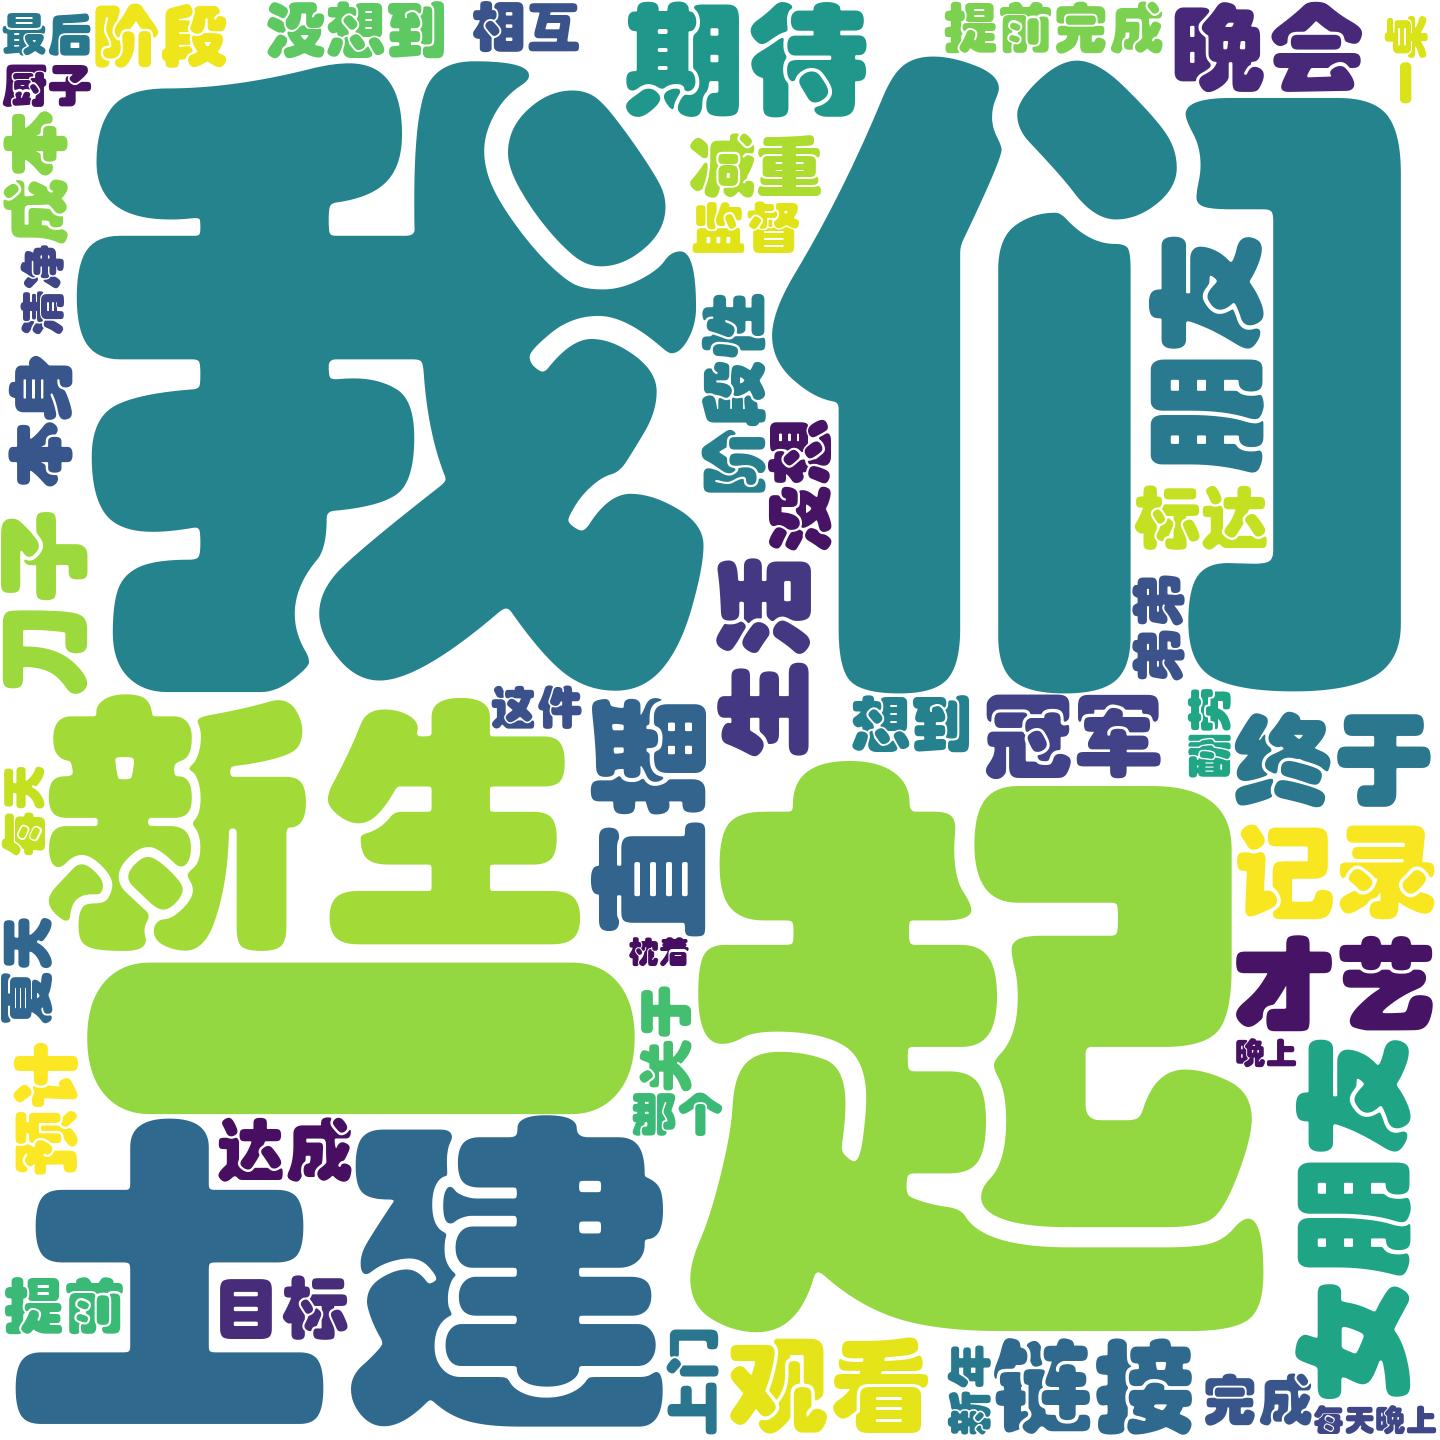 最后
阶段
没想到
相互
期待
提前完成
晚会
一桌
厨子
我们
成本
减重
监督
清净
朋友
阶段性
本身
没想
标达
刀子
生活
弟弟
新生
这件
直播
想到
冠军
副劳
终于
每天
一起
记录
夏天
枕着
才艺
关于
晚上
预计
那个
女朋友
土建
达成
提前
目标
上门
观看
新年
链接
完成
每天晚上